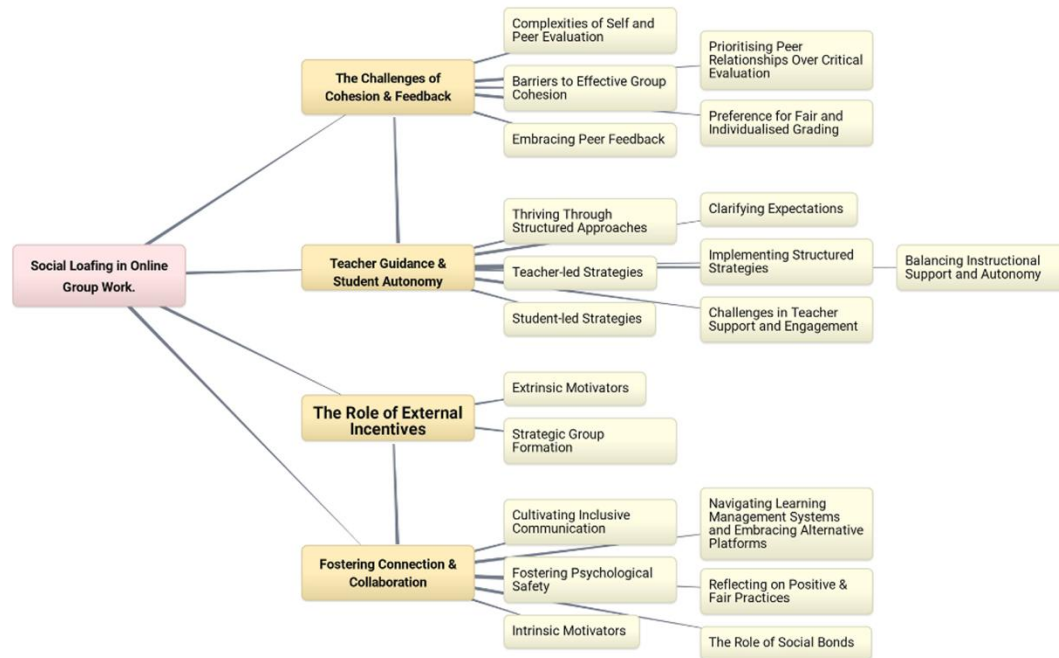 Social Loafing in Online
Group Work.
The Challenges of
Cohesion & Feedback
Complexities of Self and
Peer Evaluation
Barriers to Effective Group
Cohesion
Embracing Peer Feedback
Prioritising Peer
Relationships Over Critical
Evaluation
Preference for Fair and
Individualised Grading
Teacher Guidance &
Student Autonomy
Thriving Through
Structured Approaches
Teacher-led Strategies
Student-led Strategies
Clarifying Expectations
Implementing Structured
Strategies
Challenges in Teacher
Support and Engagement
Balancing Instructional
Support and Autonomy
The Role of External
Incentives
Extrinsic Motivators
Strategic Group
Formation
Fostering Connection &
Collaboration
Cultivating Inclusive
Communication
Fostering Psychological
Safety
Intrinsic Motivators
Navigating Learning
Management Systems
and Embracing Alternative
Platforms
Reflecting on Positive &
Fair Practices
The Role of Social Bonds